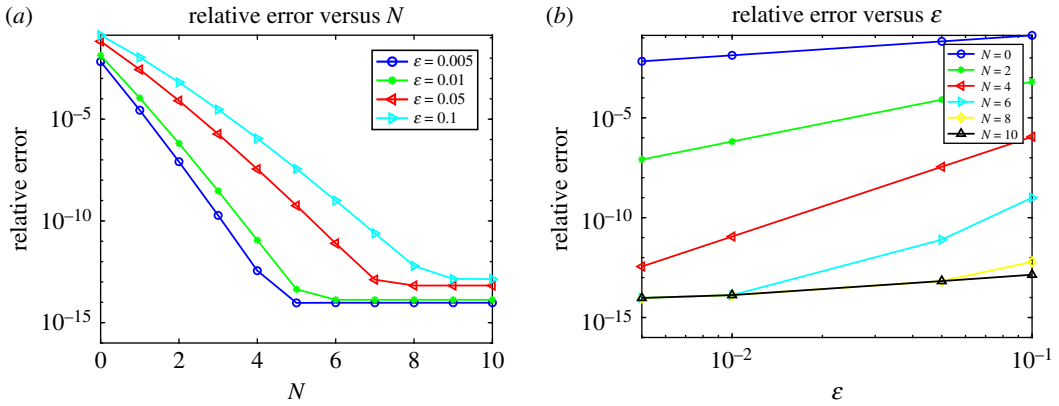 (a) relative error versus N
relative error
10⁻⁵
10⁻¹⁰
10⁻¹⁵
ε = 0.005
ε = 0.01
ε = 0.05
ε = 0.1
0 2 4 6 8 10
N
(b) relative error versus ε
relative error
10⁻⁵
10⁻¹⁰
10⁻¹⁵
N = 0
N = 2
N = 4
N = 6
N = 8
N = 10
10⁻² 10⁻¹
ε